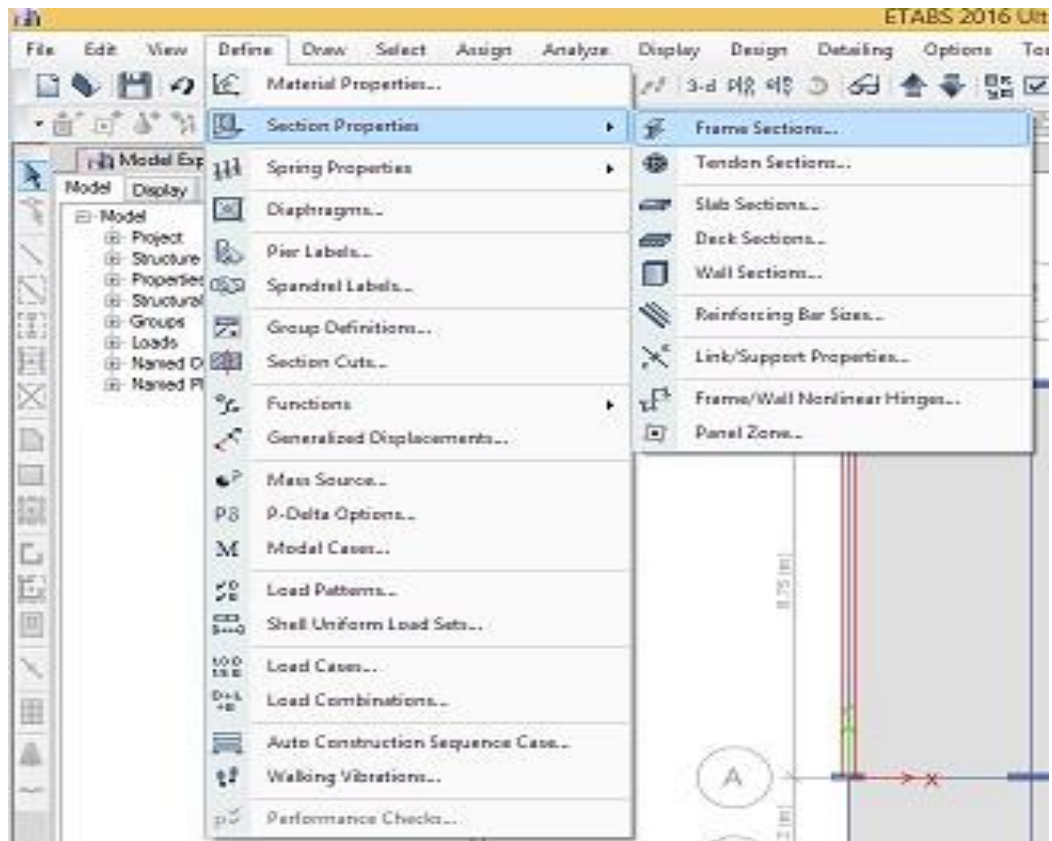 ETABS 2016 Ult
File Edit View Define Draw Select Assign Analyze Display Design Detailing Options Too
Material Properties...
3-d
Section Properties
Frame Sections...
Model Exp
Tendon Sections...
Model Display
Spring Properties
Slab Sections...
Model
Diaphragms...
Deck Sections...
Project
Structure
Pier Labels...
Wall Sections...
Properties
Spandrel Labels...
Structural
Reinforcing Bar Sizes...
Groups
Group Definitions...
Loads
Link/Support Properties...
Named D
Section Cuts...
Named Pl
Functions
Frame/Wall Nonlinear Hinges...
Generalized Displacements...
Panel Zone...
Mass Source...
P-Delta Options...
M Modal Cases...
8.75 (m)
Load Patterns...
Shell Uniform Load Sets...
Load Cases...
Load Combinations...
Auto Construction Sequence Case...
Walking Vibrations...
A
X
Performance Checks...